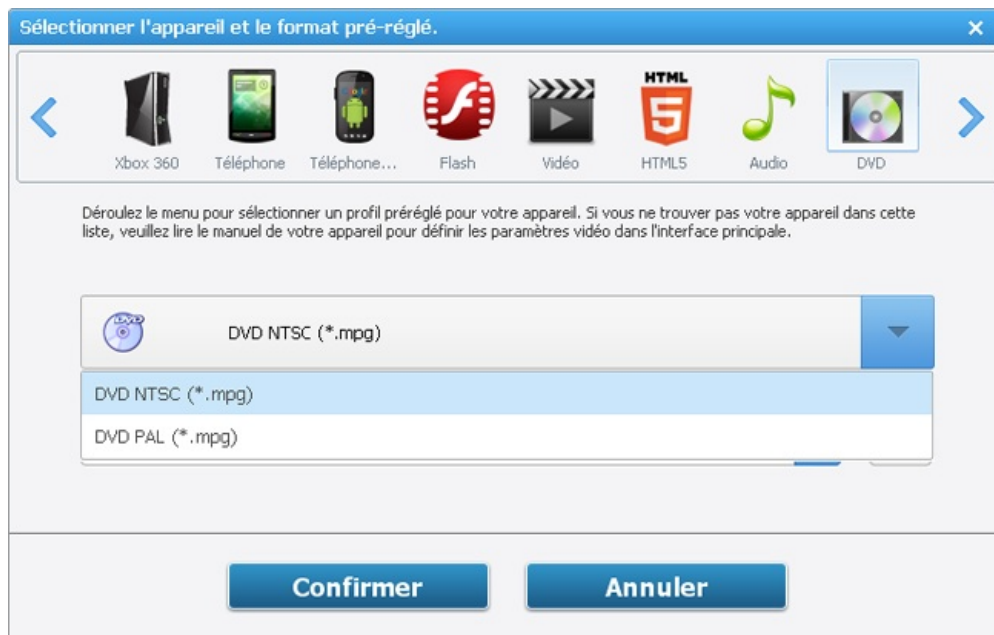 Sélectionner l'appareil et le format pré-réglé.
HTML
5
Xbox 360
Téléphone
Téléphone...
Flash
Vidéo
HTML5
Audio
DVD
Déroulez le menu pour sélectionner un profil préréglé pour votre appareil. Si vous ne trouver pas votre appareil dans cette
liste, veuillez lire le manuel de votre appareil pour définir les paramètres vidéo dans l'interface principale.
DVD
DVD NTSC (*.mpg)
DVD NTSC (*.mpg)
DVD PAL (*.mpg)
Confirmer
Annuler